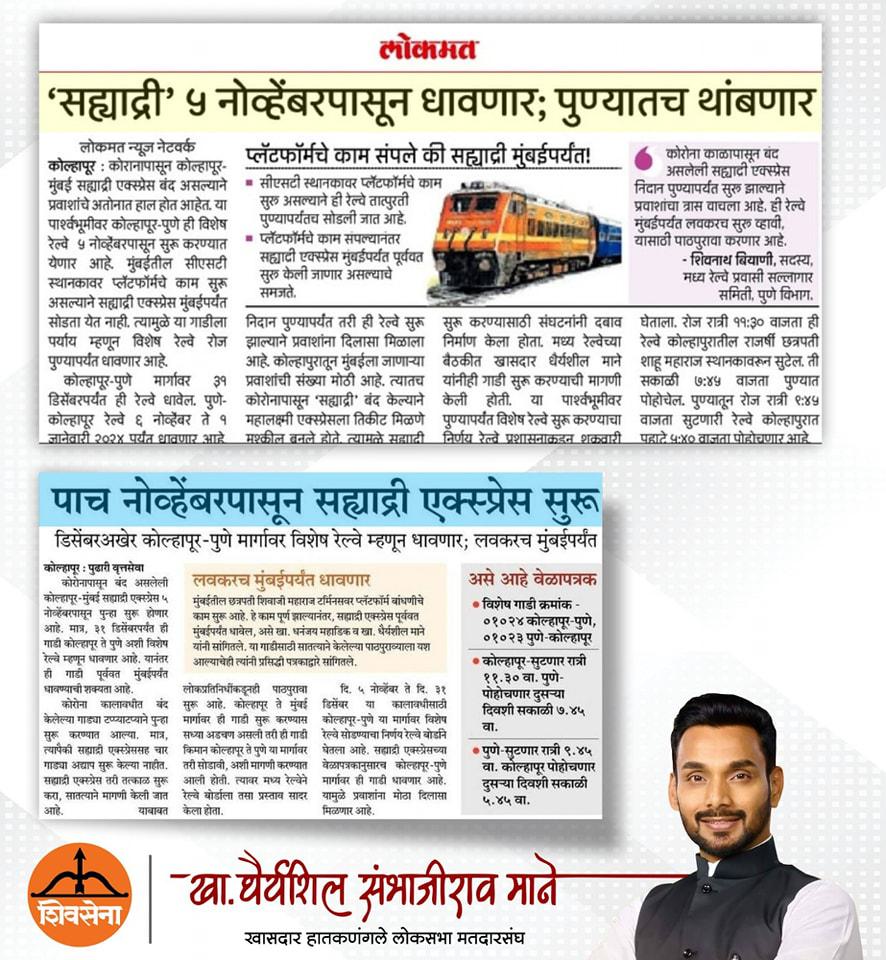 लोकमत
‘सह्याद्री’ ५ नोव्हेंबरपासून धावणार; पुण्यातच थांबणार
लोकमत न्यूज नेटवर्क
कोल्हापूर : कोरानापासून कोल्हापूर-
मुंबई सह्याद्री एक्स्प्रेस बंद असल्याने
प्रवाशांचे अतोनात हाल होत आहेत. या
पार्श्वभूमीवर कोल्हापूर-पुणे ही विशेष
रेल्वे ५ नोव्हेंबरपासून सुरू करण्यात
येणार आहे. मुंबईतील सीएसटी
स्थानकावर प्लॅटफॉर्मचे काम सुरू
असल्याने सह्याद्री एक्स्प्रेस मुंबईपर्यंत
सोडता येत नाही. त्यामुळे या गाडीला
पर्याय म्हणून विशेष रेल्वे रोज
पुण्यापर्यंत धावणार आहे.
कोल्हापूर-पुणे मार्गावर ३१
डिसेंबरपर्यंत ही रेल्वे धावेल. पुणे-
कोल्हापूर रेल्वे ६ नोव्हेंबर ते १
जानेवारी २०२४ पर्यंत धावणार आहे.
प्लॅटफॉर्मचे काम संपले की सह्याद्री मुंबईपर्यंत!
सीएसटी स्थानकावर प्लॅटफॉर्मचे काम
सुरू असल्याने ही रेल्वे तात्पुरती
पुण्यापर्यंतच सोडली जात आहे.
प्लॅटफॉर्मचे काम संपल्यानंतर
सह्याद्री एक्स्प्रेस मुंबईपर्यंत पूर्ववत
सुरू केली जाणार असल्याचे
समजते.
कोरोना काळापासून बंद
असलेली सह्याद्री एक्स्प्रेस
निदान पुण्यापर्यंत सुरु झाल्याने
प्रवाशांचा त्रास वाचला आहे. ही रेल्वे
मुंबईपर्यंत लवकरच सुरू व्हावी,
यासाठी पाठपुरावा करणार आहे.
- शिवनाथ बियाणी, सदस्य,
मध्य रेल्वे प्रवासी सल्लागार
समिती, पुणे विभाग.
निदान पुण्यापर्यंत तरी ही रेल्वे सुरू
झाल्याने प्रवाशांना दिलासा मिळाला
आहे. कोल्हापुरातून मुंबईला जाणाऱ्या
प्रवाशांची संख्या मोठी आहे. त्यातच
कोरोनापासून ‘सह्याद्री’ बंद केल्याने
महालक्ष्मी एक्स्प्रेसला तिकीट मिळणे
मुश्कील बनले होते. त्यामुळे सह्याद्री
सुरू करण्यासाठी संघटनांनी दबाव
निर्माण केला होता. मध्य रेल्वेच्या
बैठकीत खासदार धैर्यशील माने
यांनीही गाडी सुरू करण्याची मागणी
केली होती. या पार्श्वभूमीवर
पुण्यापर्यंत विशेष रेल्वे सुरू करण्याचा
निर्णय रेल्वे प्रशासनाकडून शुक्रवारी
घेतला. रोज रात्री ११:३० वाजता ही
रेल्वे कोल्हापुरातील राजर्षी छत्रपती
शाहू महाराज स्थानकावरून सुटेल. ती
सकाळी ७:४५ वाजता पुण्यात
पोहोचेल. पुण्यातून रोज रात्री ९:४५
वाजता सुटणारी रेल्वे कोल्हापुरात
पहाटे ५:४० वाजता पोहोचणार आहे.
पाच नोव्हेंबरपासून सह्याद्री एक्स्प्रेस सुरू
डिसेंबरअखेर कोल्हापूर-पुणे मार्गावर विशेष रेल्वे म्हणून धावणार; लवकरच मुंबईपर्यंत
कोल्हापूर : पुढारी वृत्तसेवा
कोरोनापासून बंद असलेली
कोल्हापूर-मुंबई सह्याद्री एक्स्प्रेस ५
नोव्हेंबरपासून पुन्हा सुरू होणार
आहे. मात्र, ३१ डिसेंबरपर्यंत ही
गाडी कोल्हापूर ते पुणे अशी विशेष
रेल्वे म्हणून धावणार आहे. यानंतर
ही गाडी पूर्ववत मुंबईपर्यंत
धावण्याची शक्यता आहे.
कोरोना कालावधीत बंद
केलेल्या गाड्या टप्प्याटप्याने पुन्हा
सुरू करण्यात आल्या. मात्र,
त्यापैकी सह्याद्री एक्स्प्रेससह चार
गाड्या अद्याप सुरू केल्या नाहीत.
सह्याद्री एक्स्प्रेस तरी तत्काळ सुरू
करा, सातत्याने मागणी केली जात
आहे. याबाबत
लवकरच मुंबईपर्यंत धावणार
मुंबईतील छत्रपती शिवाजी महाराज टर्मिनसवर प्लॅटफॉर्म बांधणीचे
काम सुरू आहे. हे काम पूर्ण झाल्यानंतर, सह्याद्री एक्स्प्रेस पूर्ववत
मुंबईपर्यंत धावेल, असे खा. धनंजय महाडिक व खा. धैर्यशील माने
यांनी सांगितले. या गाडीसाठी सातत्याने केलेल्या पाठपुराव्याला यश
आल्याचेही त्यांनी प्रसिद्धी पत्रकाद्वारे सांगितले.
लोकप्रतिनिधींकडूनही पाठपुरावा
सुरू आहे. कोल्हापूर ते मुंबई
मार्गावर ही गाडी सुरू करण्यास
सध्या अडचण असली तरी ही गाडी
किमान कोल्हापूर ते पुणे या मार्गावर
तरी सोडावी, अशी मागणी करण्यात
आली होती. त्यावर मध्य रेल्वेने
रेल्वे बोर्डाला तसा प्रस्ताव सादर
केला होता.
दि. ५ नोव्हेंबर ते दि. ३१
डिसेंबर या कालावधीसाठी
कोल्हापूर-पुणे या मार्गावर विशेष
रेल्वे सोडण्याचा निर्णय रेल्वे बोर्डाने
घेतला आहे. सह्याद्री एक्स्प्रेसच्या
वेळापत्रकानुसारच कोल्हापूर-पुणे
मार्गावर ही गाडी धावणार आहे.
यामुळे प्रवाशांना मोठा दिलासा
मिळणार आहे.
असे आहे वेळापत्रक
विशेष गाडी क्रमांक -
०१०२४ कोल्हापूर-पुणे,
०१०२३ पुणे-कोल्हापूर
कोल्हापूर-सुटणार रात्री
११.३० वा. पुणे-
पोहोचणार दुसऱ्या
दिवशी सकाळी ७.४५
वा.
पुणे-सुटणार रात्री ९.४५
वा. कोल्हापूर पोहोचणार
दुसऱ्या दिवशी सकाळी
५.४५ वा.
शिवसेना
खा.धैर्यशिल संभाजीराव माने
खासदार हातकणंगले लोकसभा मतदारसंघ